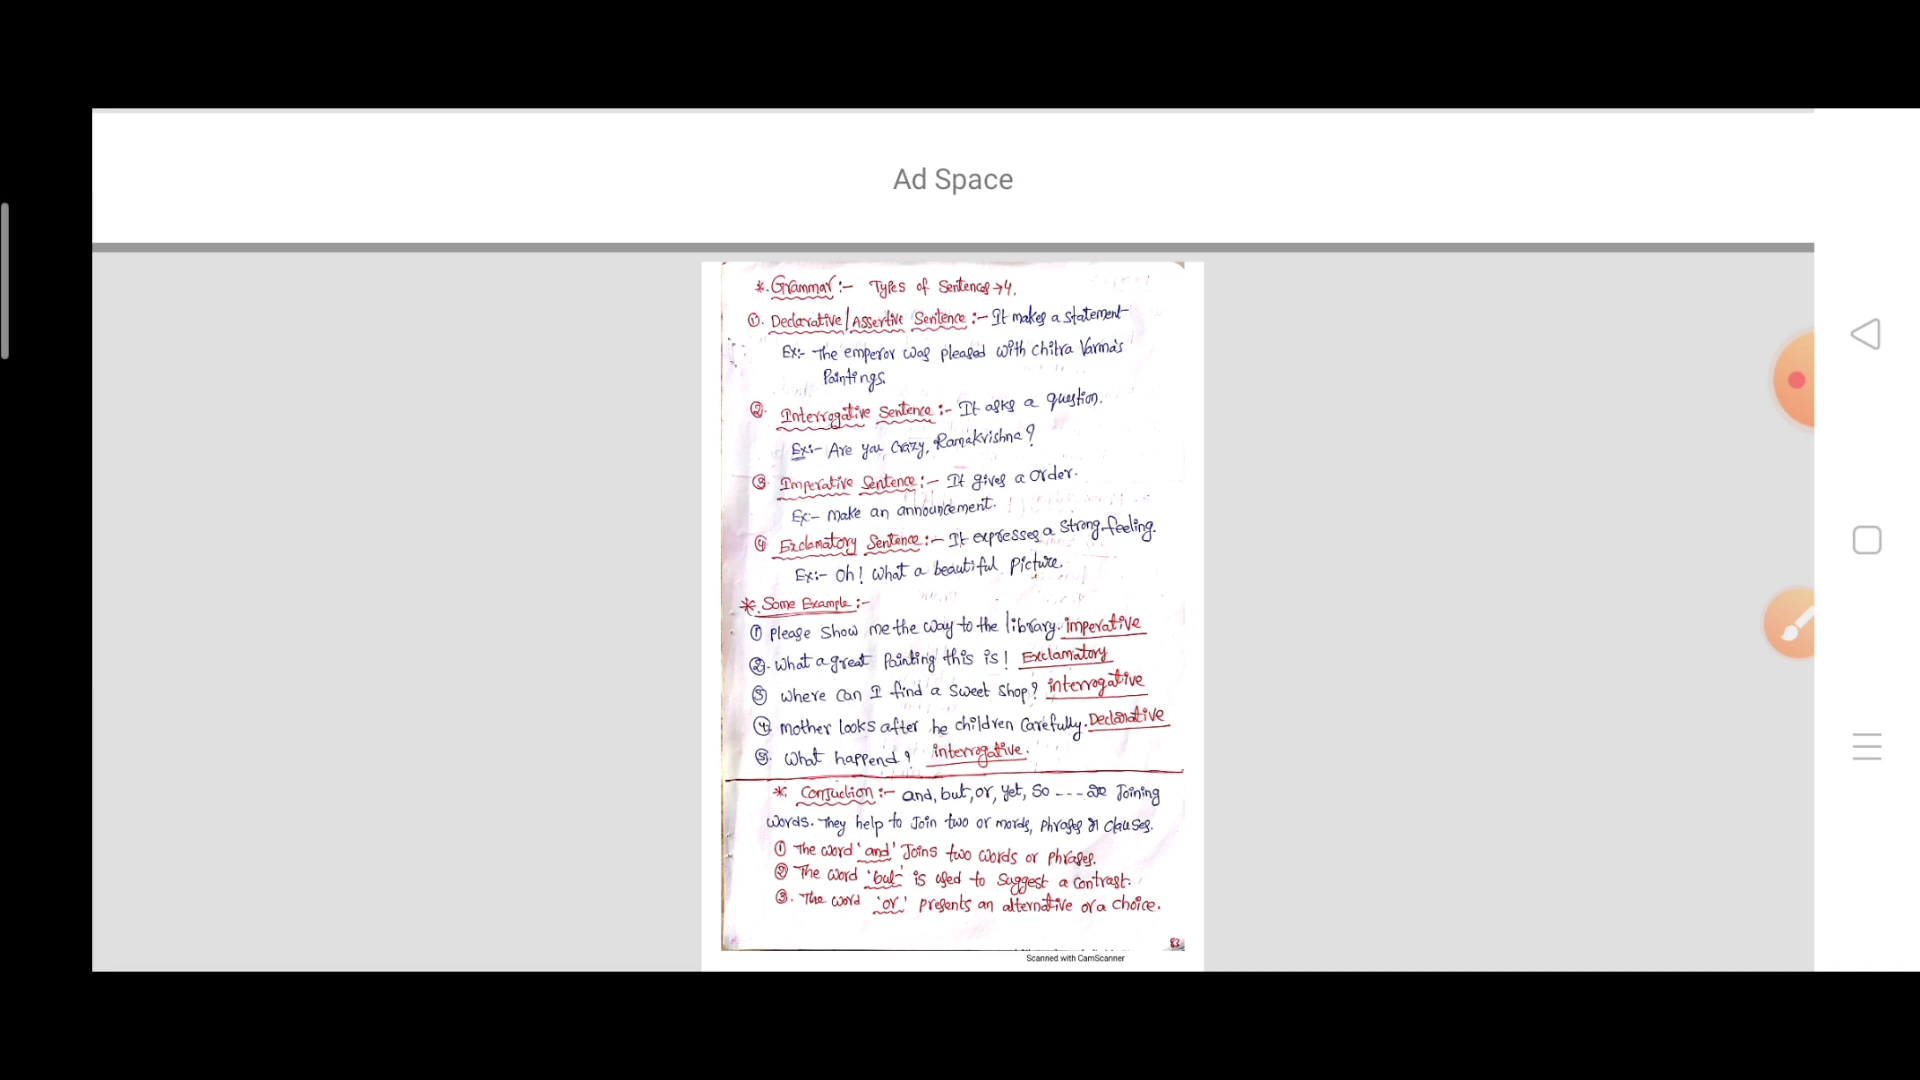 Ad Space
*. Grammar :- Types of Sentences → 4.
①. Declarative/Assertive Sentence :- It makes a statement
Ex:- The emperor was pleased with Chitra Varma's
Paintings.
②. Interrogative Sentence :- It asks a question.
Ex:- Are you Crazy, Ramakrishna?
③. Imperative Sentence :- It gives a order.
Ex:- Make an announcement.
④ Exclamatory Sentence :- It expresses a strong feeling.
Ex:- Oh! What a beautiful Picture.
*. Some Example :-
① Please Show me the way to the library. imperative
②. What a great Painting this is! Exclamatory
③ Where Can I find a Sweet Shop? interrogative
④ Mother looks after he children Carefully. Declarative
⑤. What happend? interrogative.
*. Conjuction :- and, but, or, yet, so --- are Joining
words. They help to Join two or mords, Phrases or clauses.
① The word 'and' Joins two words or Phrases.
② The word 'but' is used to Suggest a Contrast.
③. The word 'or' presents an alternative or a choice.
Scanned with CamScanner